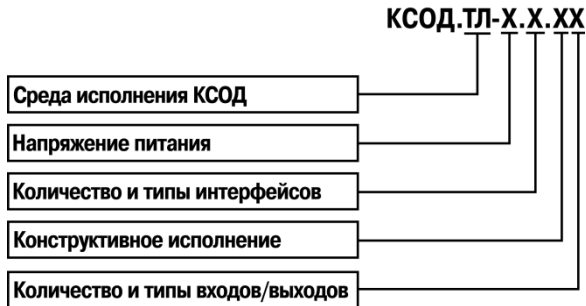 КСОД.ТЛ-Х.Х.ХХ
Среда исполнения КСОД
Напряжение питания
Количество и типы интерфейсов
Конструктивное исполнение
Количество и типы входов/выходов